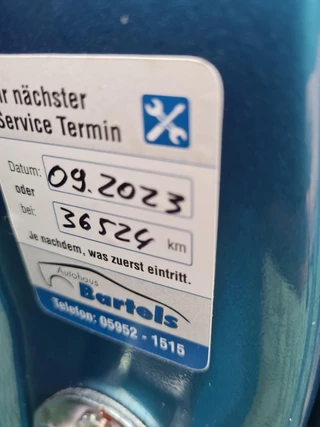 r nächster
Service Termin
Datum: 09.2023
oder
bei: 36524 km
Je nachdem, was zuerst eintritt.
Autohaus
Bartels
Telefon: 05952 - 1515